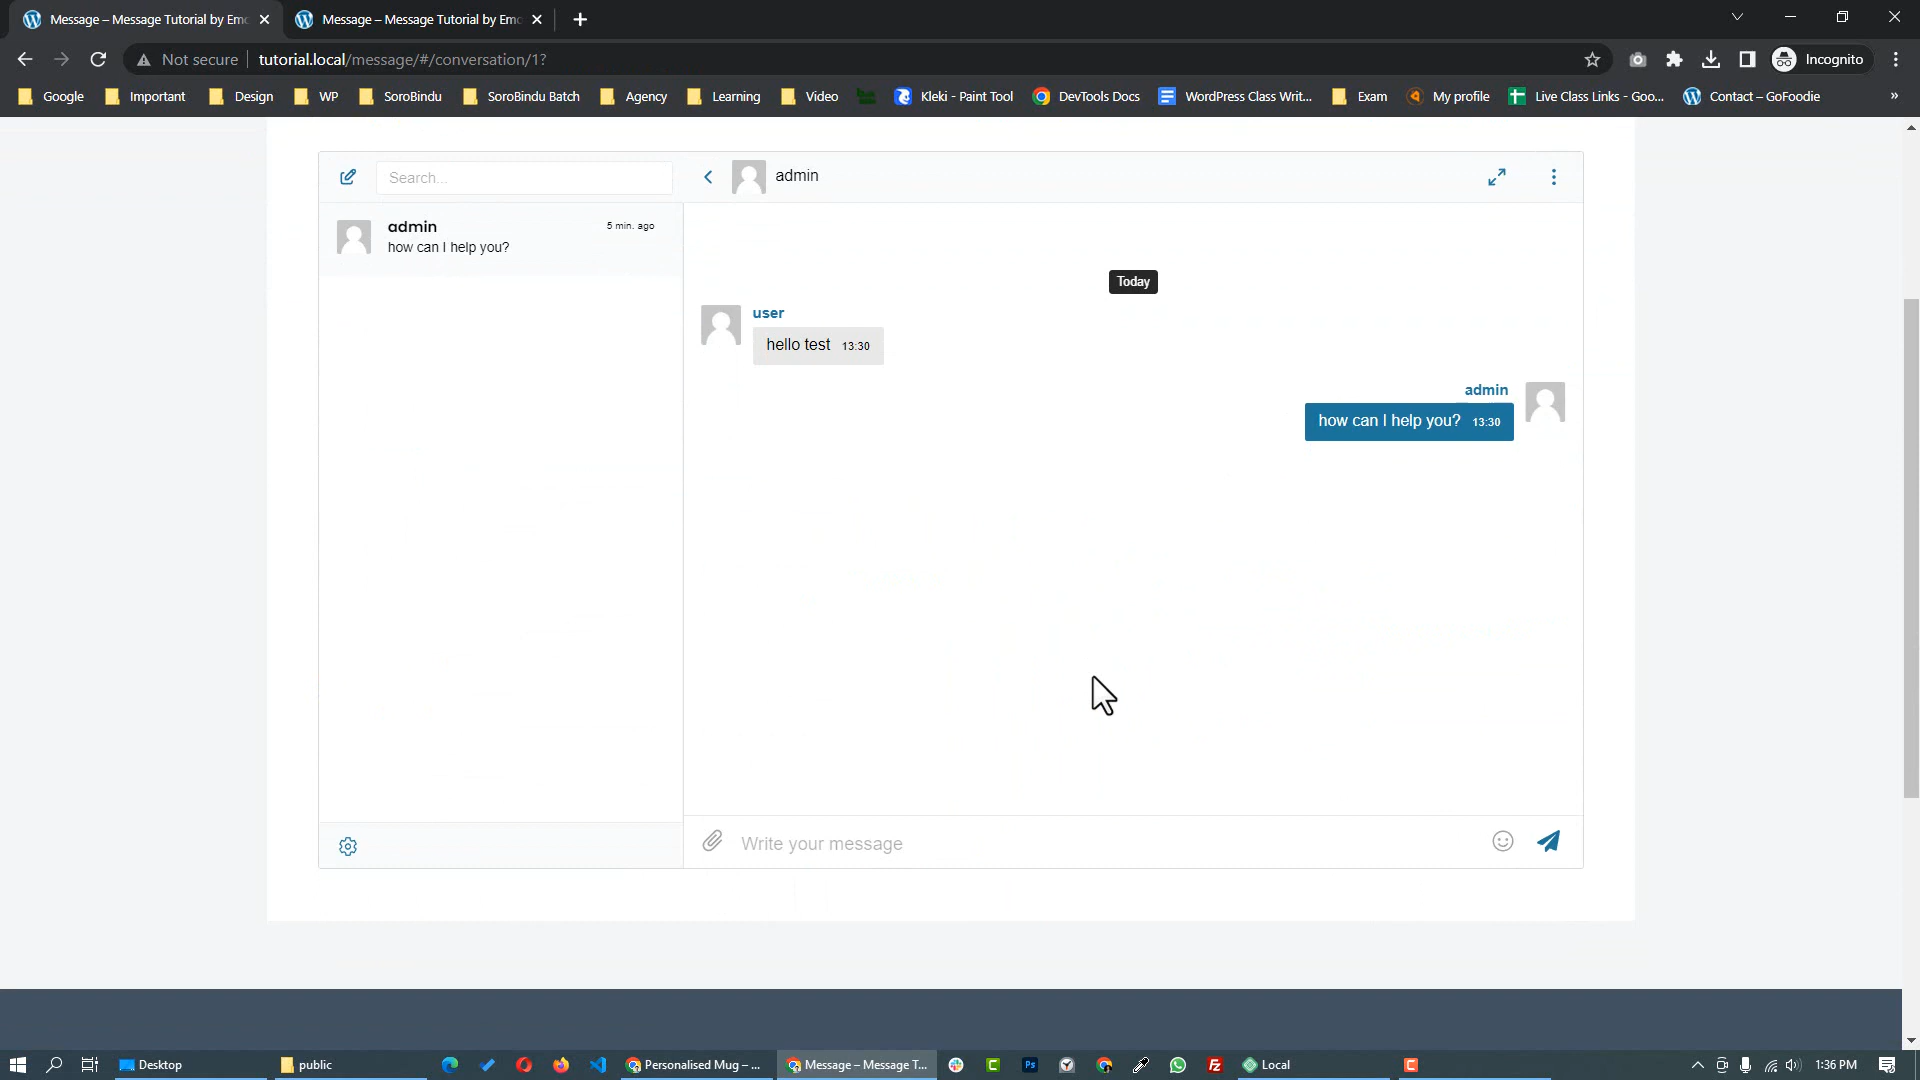 Message – Message Tutorial by Emo
Message – Message Tutorial by Emo
Not secure
tutorial.local/message/#/conversation/1?
Incognito
Google
Important
Design
WP
SoroBindu
SoroBindu Batch
Agency
Learning
Video
Kleki - Paint Tool
DevTools Docs
WordPress Class Writ...
Exam
My profile
Live Class Links - Goo...
Contact – GoFoodie
»
Search...
admin
admin
5 min. ago
how can I help you?
Today
user
hello test 13:30
admin
how can I help you? 13:30
Write your message
Desktop
public
Personalised Mug – ...
Message – Message T...
Local
1:36 PM